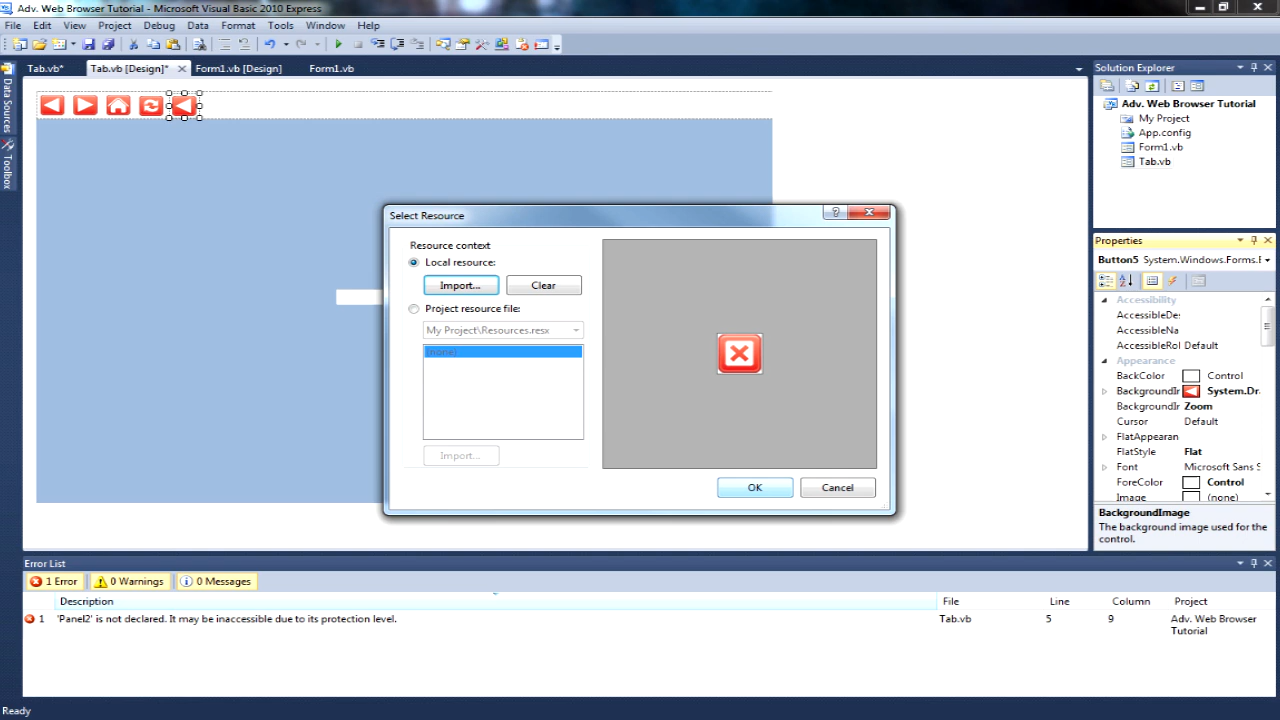 Adv. Web Browser Tutorial - Microsoft Visual Basic 2010 Express
File Edit View Project Debug Data Format Tools Window Help
Tab.vb* Tab.vb [Design]* Form1.vb [Design] Form1.vb
Data Sources
Toolbox
Select Resource
Resource context
Local resource:
Import... Clear
Project resource file:
My Project\Resources.resx
(none)
Import...
OK Cancel
Solution Explorer
Adv. Web Browser Tutorial
My Project
App.config
Form1.vb
Tab.vb
Properties
Button5 System.Windows.Forms.E
Accessibility
AccessibleDe:
AccessibleNa
AccessibleRol Default
Appearance
BackColor Control
BackgroundIr System.Dr.
BackgroundIr Zoom
Cursor Default
FlatAppearan
FlatStyle Flat
Font Microsoft Sans S
ForeColor Control
Image (none)
BackgroundImage
The background image used for the
control.
Error List
1 Error 0 Warnings 0 Messages
Description File Line Column Project
1 'Panel2' is not declared. It may be inaccessible due to its protection level. Tab.vb 5 9 Adv. Web Browser
Tutorial
Ready